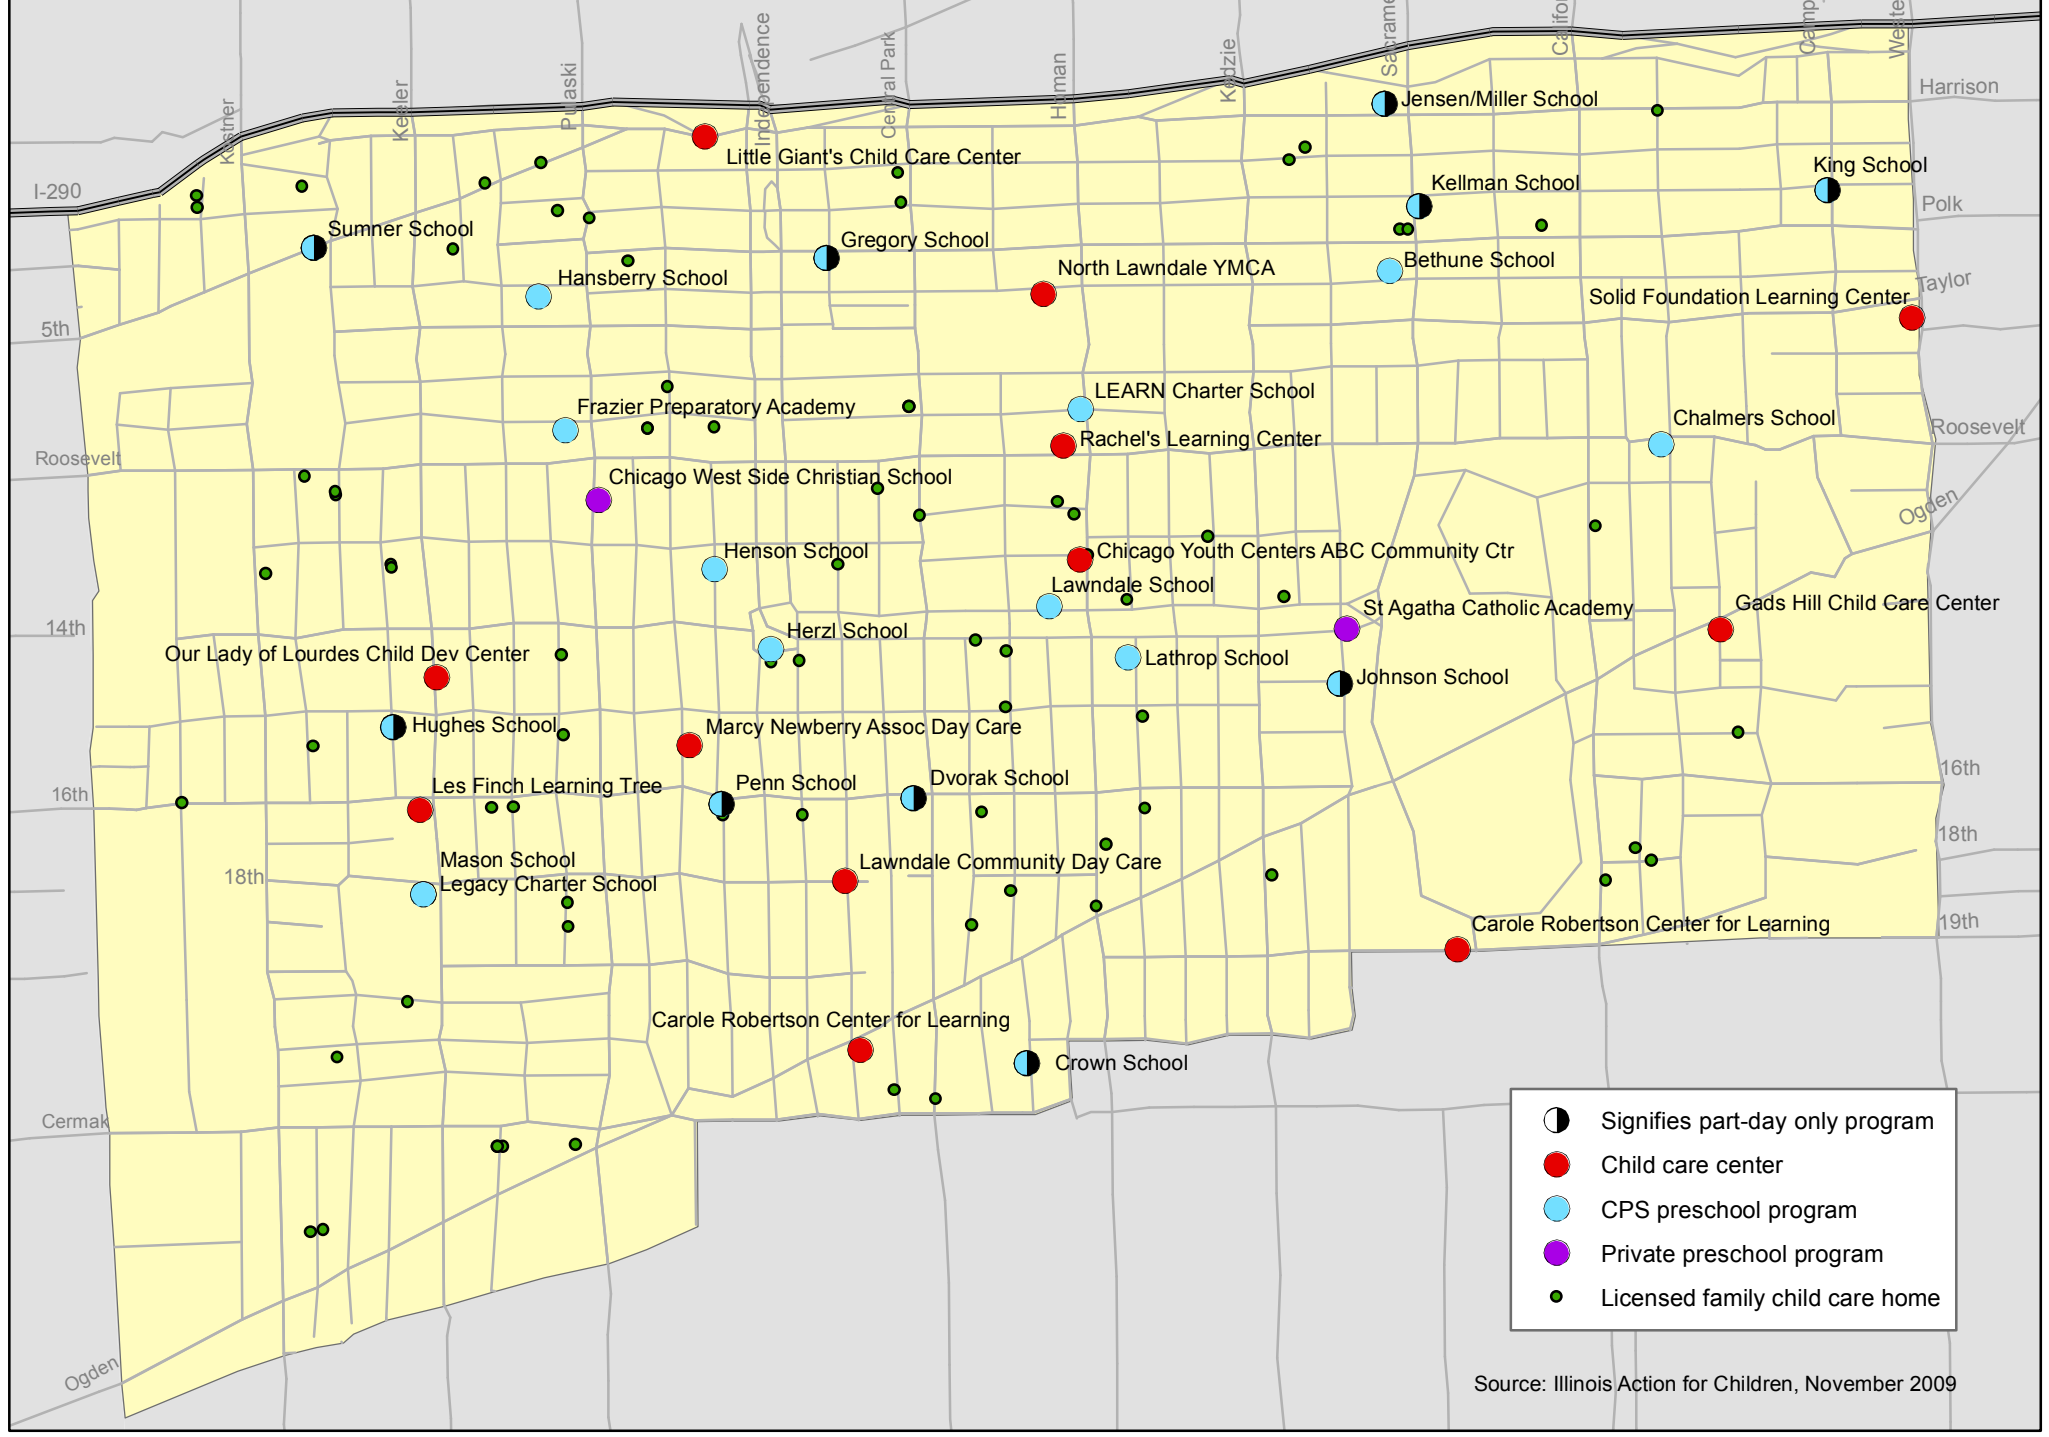 Kostner
Keeler
Pulaski
Independence
Central Park
Homan
Kedzie
Harrison
Jensen/Miller School
Little Giant's Child Care Center
King School
I-290
Kellman School
Polk
Sumner School
Gregory School
Bethune School
North Lawndale YMCA
Hansberry School
Taylor
Solid Foundation Learning Center
5th
LEARN Charter School
Frazier Preparatory Academy
Chalmers School
Roosevelt
Rachel's Learning Center
Roosevelt
Chicago West Side Christian School
Ogden
Henson School
Chicago Youth Centers ABC Community Ctr
Lawndale School
Gads Hill Child Care Center
St Agatha Catholic Academy
14th
Herzl School
Our Lady of Lourdes Child Dev Center
Lathrop School
Johnson School
Hughes School
Marcy Newberry Assoc Day Care
16th
Dvorak School
Les Finch Learning Tree
Penn School
16th
18th
Mason School
Lawndale Community Day Care
18th
Legacy Charter School
Carole Robertson Center for Learning
19th
Carole Robertson Center for Learning
Crown School
Cermak
Signifies part-day only program
Child care center
CPS preschool program
Private preschool program
Licensed family child care home
Ogden
Source: Illinois Action for Children, November 2009